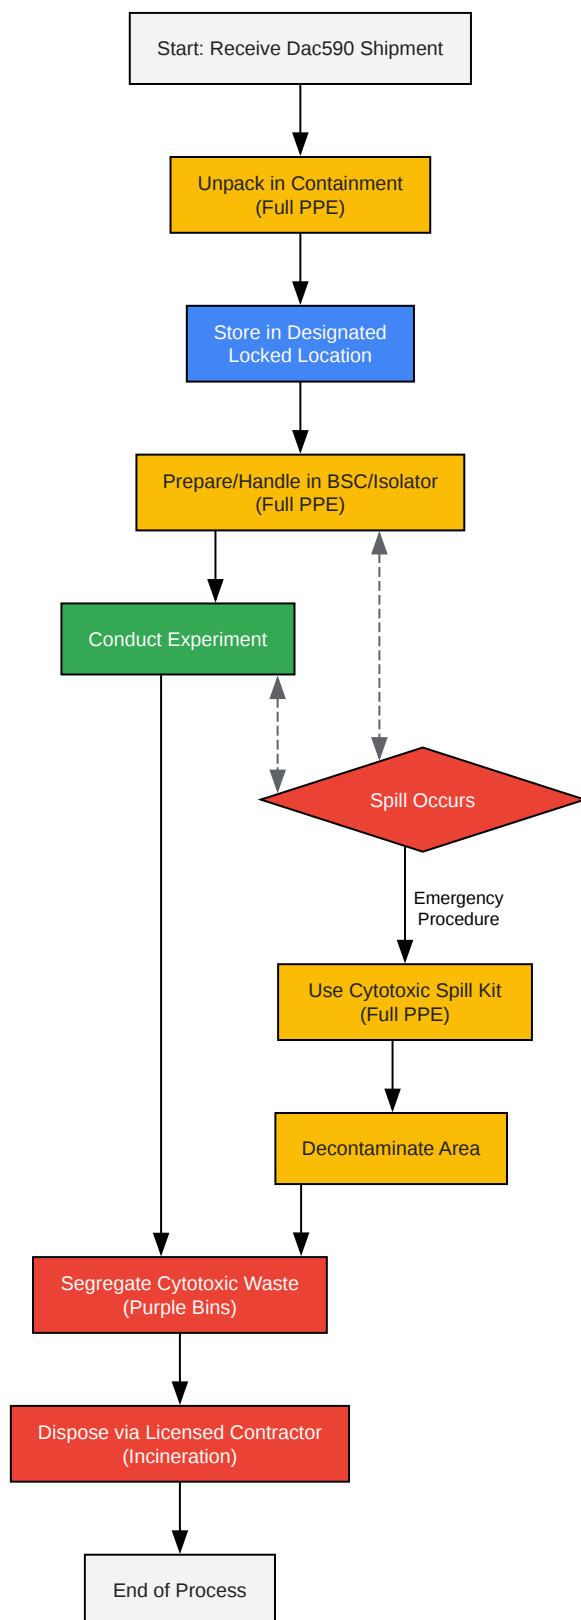 Start: Receive Dac590 Shipment
Unpack in Containment
(Full PPE)
Store in Designated
Locked Location
Prepare/Handle in BSC/Isolator
(Full PPE)
Conduct Experiment
Spill Occurs
Emergency
Procedure
Use Cytotoxic Spill Kit
(Full PPE)
Decontaminate Area
Segregate Cytotoxic Waste
(Purple Bins)
Dispose via Licensed Contractor
(Incineration)
End of Process